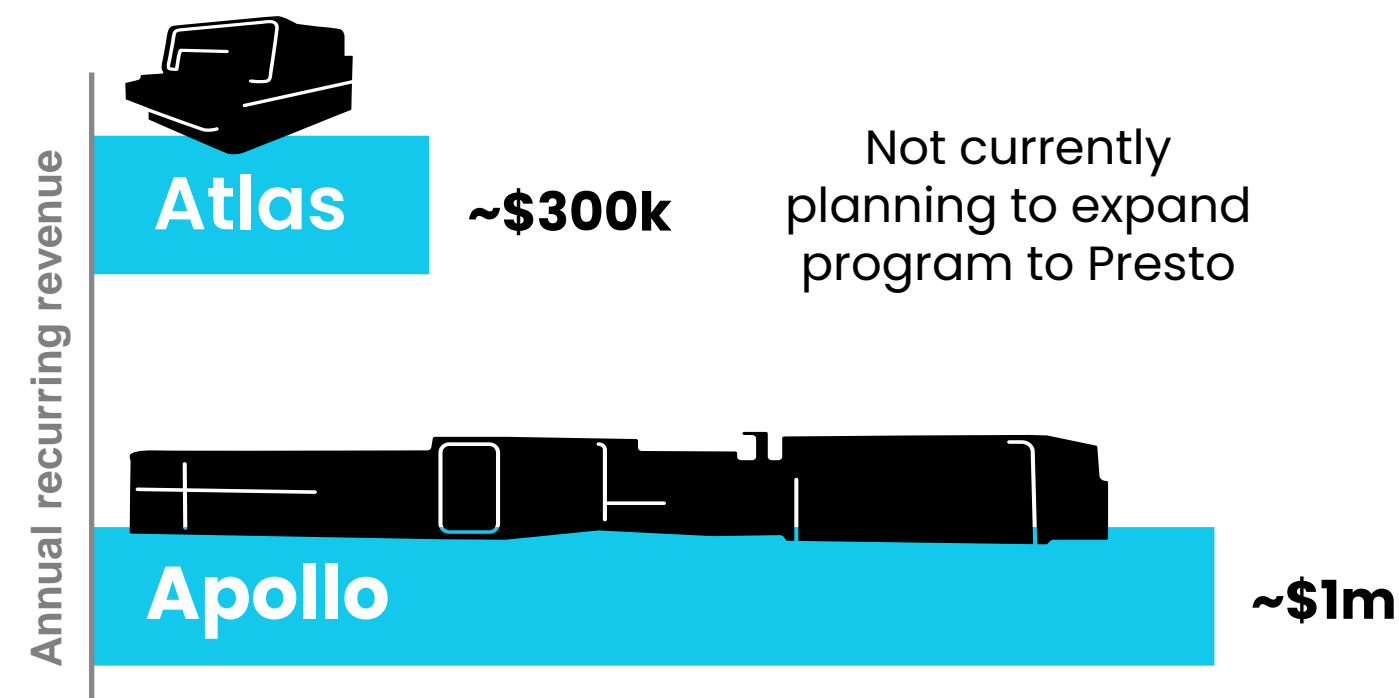 Annual recurring revenue
Atlas
~$300k
Not currently
planning to expand
program to Presto
Apollo
~$1m